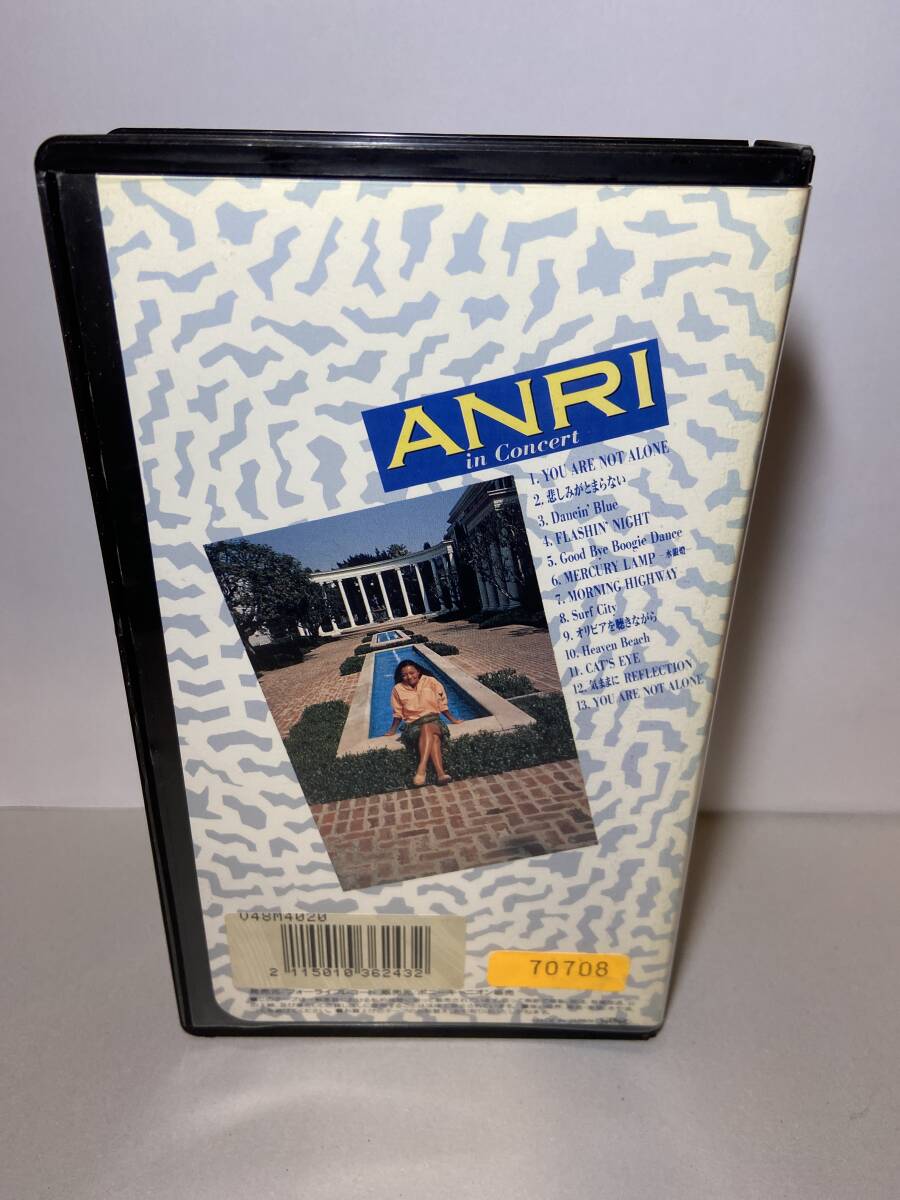 ANRI
in Concert
1. YOU ARE NOT ALONE
2. 悲しみがとまらない
3. Dancin' Blue
4. FLASHIN' NIGHT
5. Good Bye Boogie Dance
6. MERCURY LAMP −水銀燈−
7. MORNING HIGHWAY
8. Surf City
9. オリビアを聴きながら
10. Heaven Beach
11. CAT'S EYE
12. 気ままに REFLECTION
13. YOU ARE NOT ALONE
V48M4020
2 115010 362432
70708